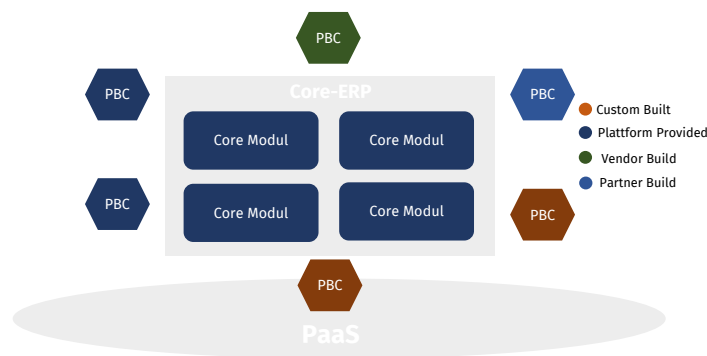 PBC
Core-ERP
PBC
PBC
Core Modul
Core Modul
Custom Built
Plattform Provided
Vendor Build
Partner Build
PBC
Core Modul
Core Modul
PBC
PBC
PaaS